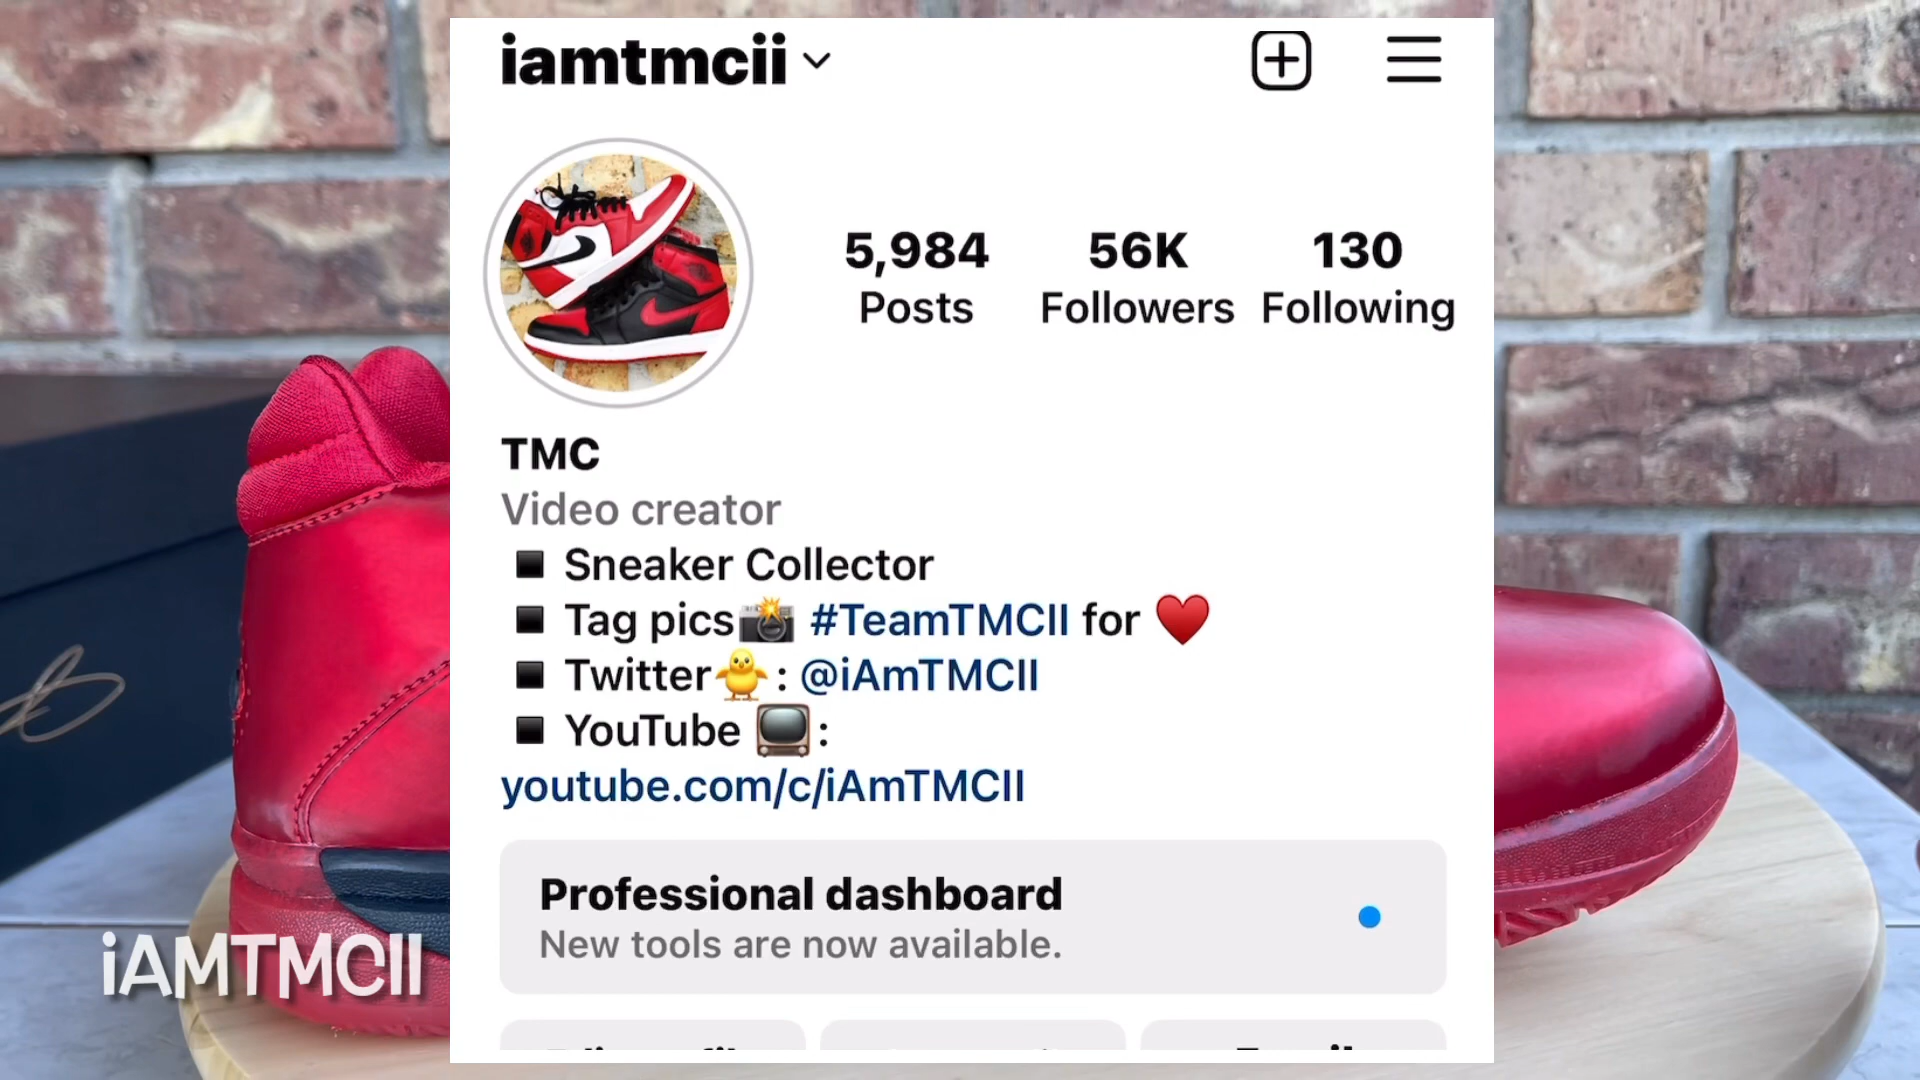 iamtmcii
5,984 56K 130
Posts Followers Following
TMC
Video creator
◾ Sneaker Collector
◾ Tag pics📸 #TeamTMCII for ♥️
◾ Twitter🐥: @iAmTMCII
◾ YouTube 📺:
youtube.com/c/iAmTMCII
Professional dashboard
New tools are now available.
iAMTMCII